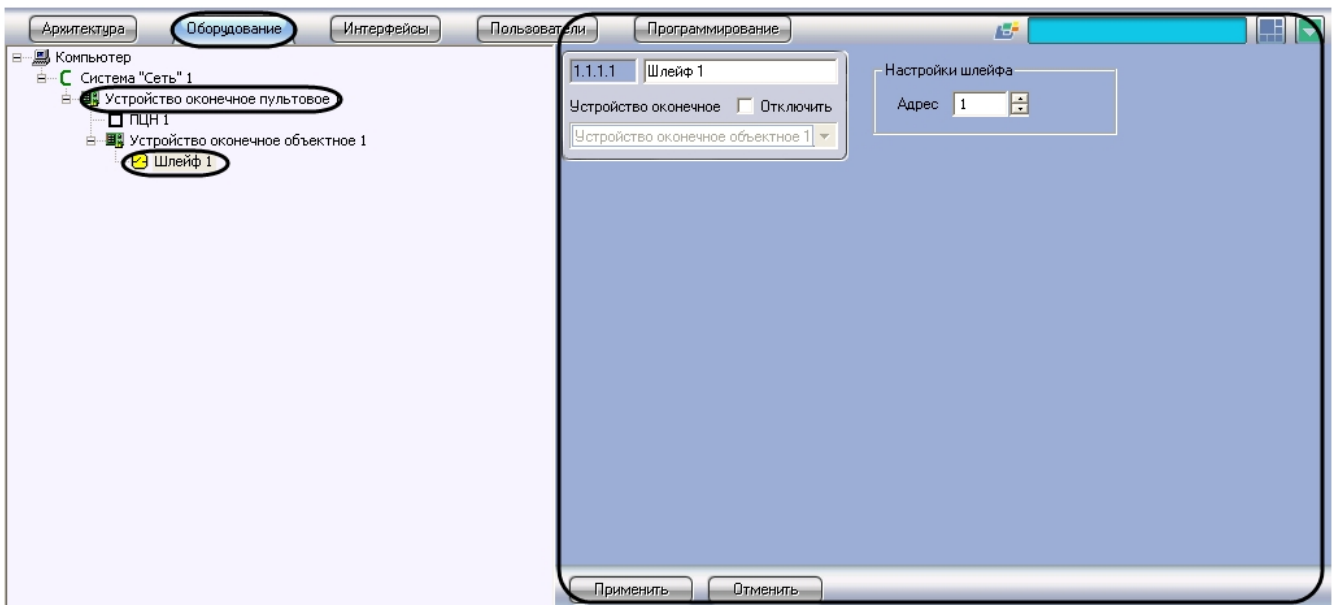 Архитектура Оборудование Интерфейсы Пользователи Программирование
Компьютер
Система "Сеть" 1
Устройство оконечное пультовое
ПЦН 1
Устройство оконечное объектное 1
Шлейф 1
1.1.1.1 Шлейф 1
Устройство оконечное Отключить
Устройство оконечное объектное 1
Настройки шлейфа
Адрес 1
Применить Отменить